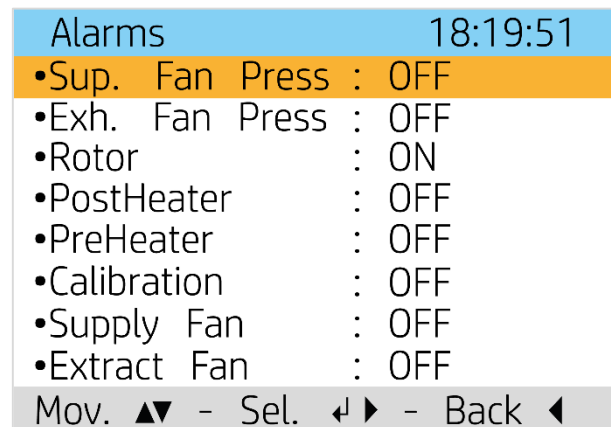 Alarms 18:19:51
•Sup. Fan Press : OFF
•Exh. Fan Press : OFF
•Rotor : ON
•PostHeater : OFF
•PreHeater : OFF
•Calibration : OFF
•Supply Fan : OFF
•Extract Fan : OFF
Mov. ▲▼ - Sel. ↲ ▶ - Back ◀